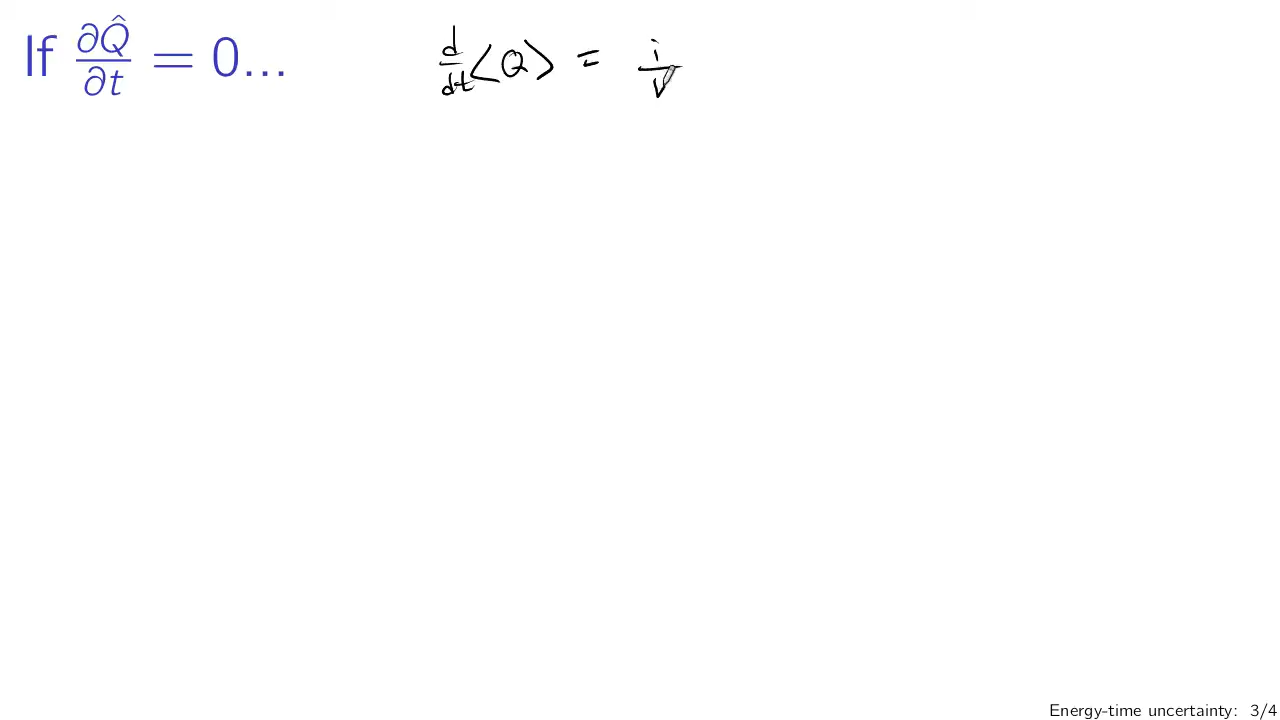 If ∂Q̂/∂t = 0...
d/dt ⟨Q⟩ = i/
Energy-time uncertainty: 3/4